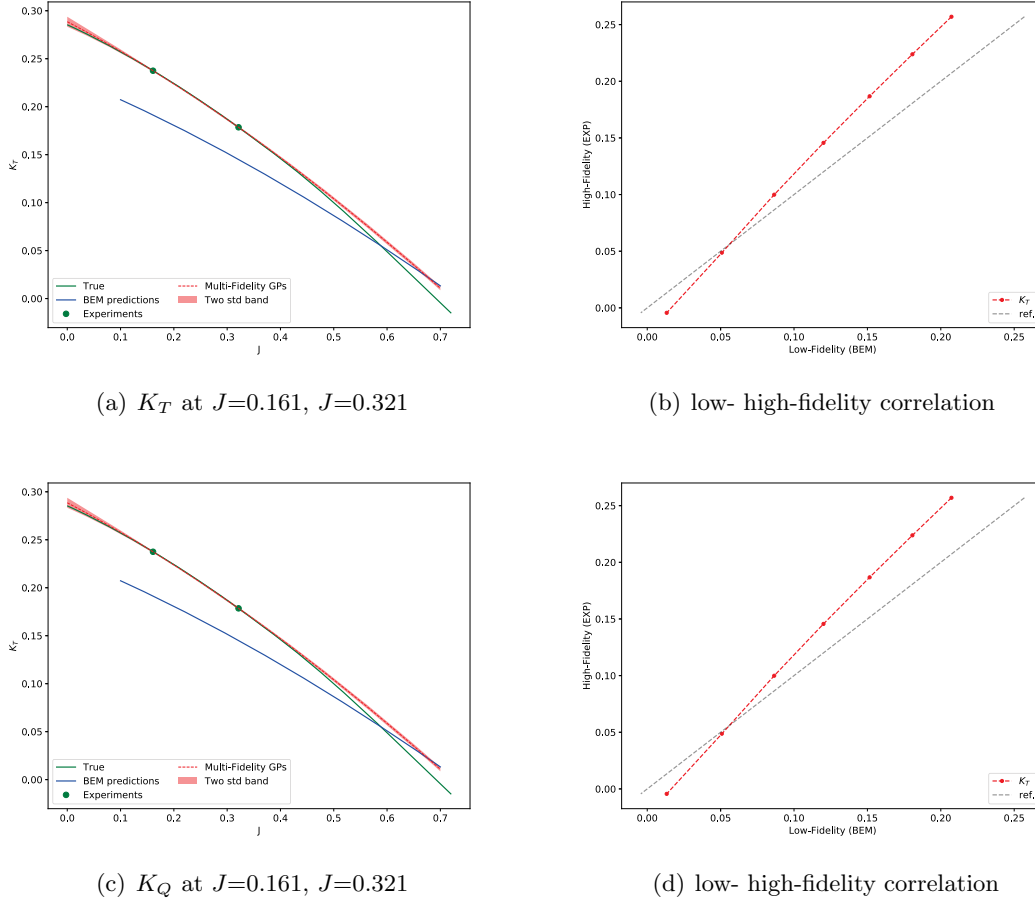 0.30
0.25
0.20
0.15
0.10
0.05
0.00
K_T
True
BEM predictions
Experiments
Multi-Fidelity GPs
Two std band
0.0 0.1 0.2 0.3 0.4 0.5 0.6 0.7
J
(a) K_T at J=0.161, J=0.321
0.25
0.20
0.15
0.10
0.05
0.00
High-Fidelity (EXP)
K_T
ref.
0.00 0.05 0.10 0.15 0.20 0.25
Low-Fidelity (BEM)
(b) low- high-fidelity correlation
0.30
0.25
0.20
0.15
0.10
0.05
0.00
K_T
True
BEM predictions
Experiments
Multi-Fidelity GPs
Two std band
0.0 0.1 0.2 0.3 0.4 0.5 0.6 0.7
J
(c) K_Q at J=0.161, J=0.321
0.25
0.20
0.15
0.10
0.05
0.00
High-Fidelity (EXP)
K_T
ref.
0.00 0.05 0.10 0.15 0.20 0.25
Low-Fidelity (BEM)
(d) low- high-fidelity correlation